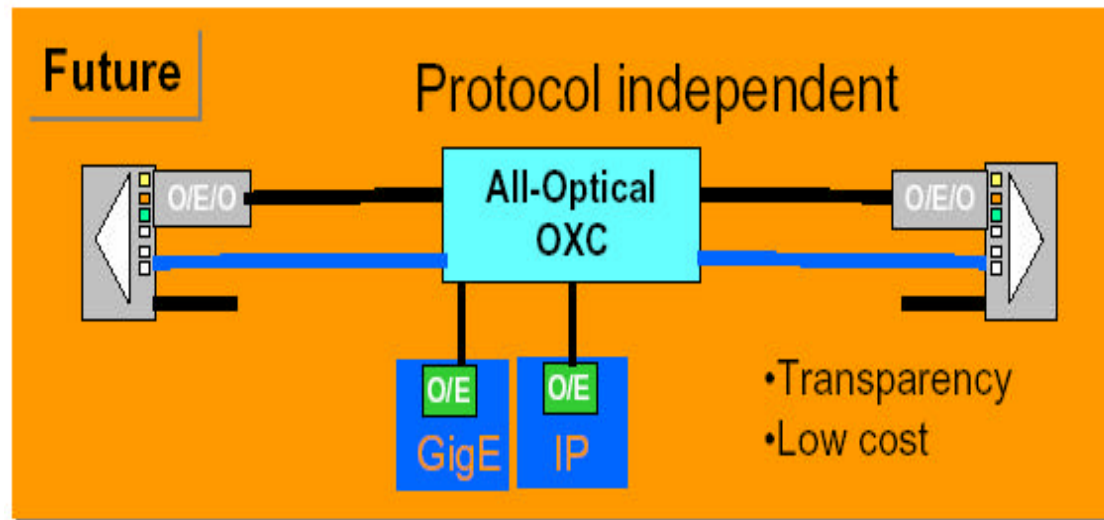 Future
Protocol independent
O/E/O
All-Optical
OXC
O/E/O
O/E
O/E
GigE
IP
•Transparency
•Low cost